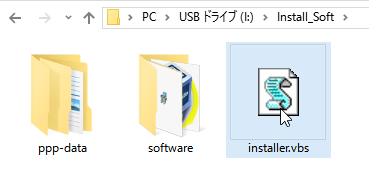 PC > USB ドライブ (I:) > Install_Soft >
ppp-data
software
installer.vbs